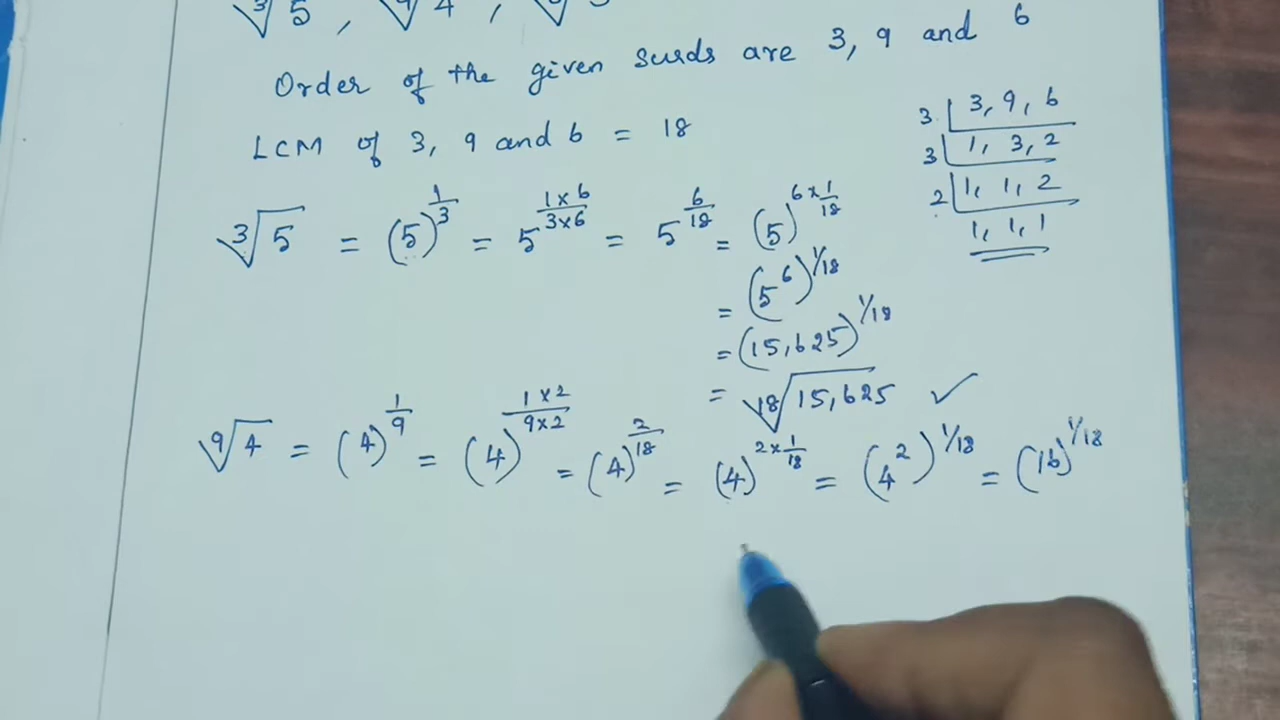 ∛5, ⁹√4,
Order of the given surds are 3, 9 and 6
LCM of 3, 9 and 6 = 18
3 | 3, 9, 6
3 | 1, 3, 2
2 | 1, 1, 2
1, 1, 1
∛5 = (5)^(1/3) = 5^((1×6)/(3×6)) = 5^(6/18) = (5)^(6×1/18)
= (5^6)^(1/18)
= (15,625)^(1/18)
= ¹⁸√15,625 ✓
⁹√4 = (4)^(1/9) = (4)^((1×2)/(9×2)) = (4)^(2/18) = (4)^(2×1/18) = (4^2)^(1/18) = (16)^(1/18)